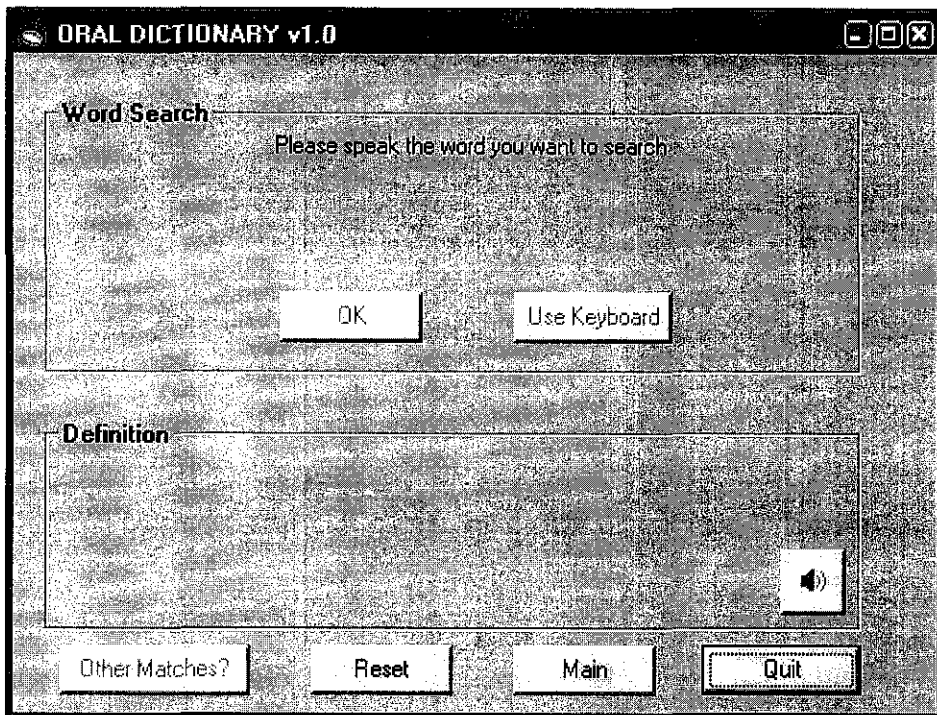 ORAL DICTIONARY v1.0
Word Search
Please speak the word you want to search
OK
Use Keyboard
Definition
Other Matches?
Reset
Main
Quit